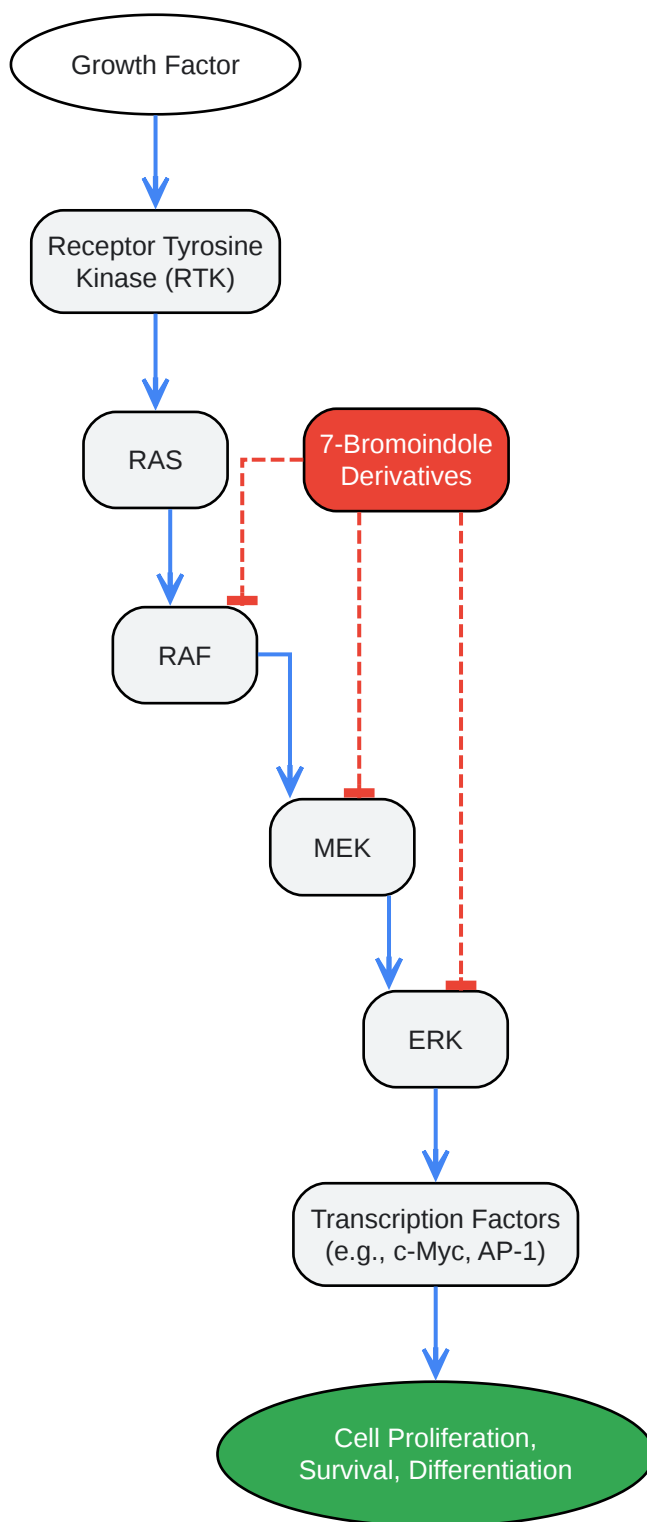 Growth Factor
Receptor Tyrosine
Kinase (RTK)
RAS
7-Bromoindole
Derivatives
RAF
MEK
ERK
Transcription Factors
(e.g., c-Myc, AP-1)
Cell Proliferation,
Survival, Differentiation